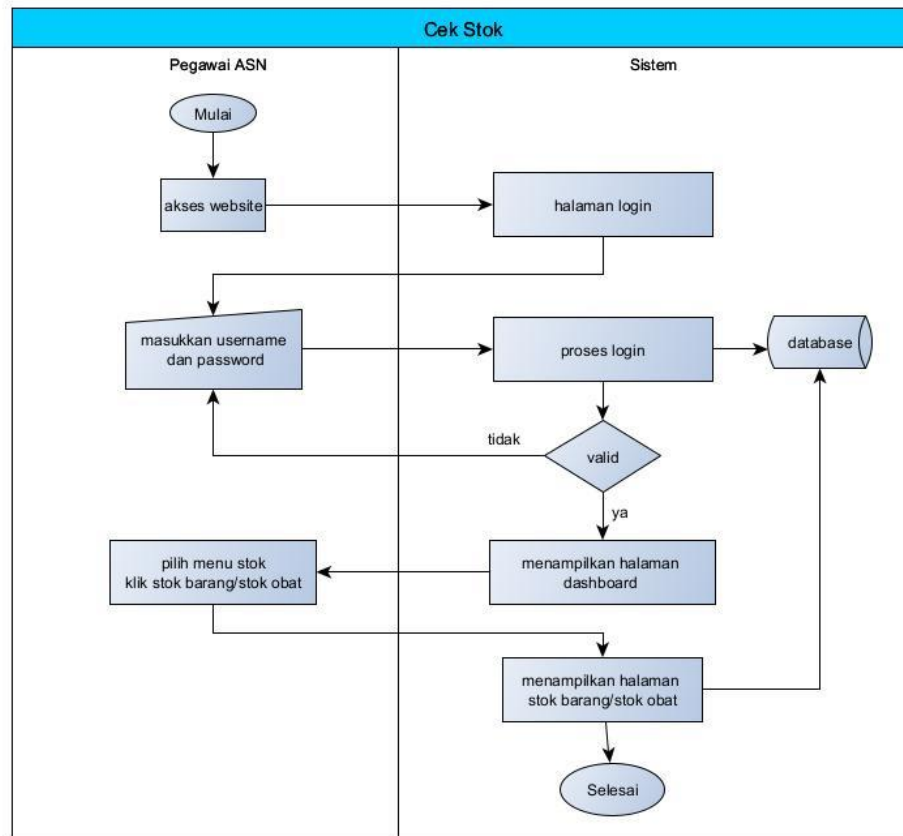 Cek Stok
Pegawai ASN
Sistem
Mulai
akses website
halaman login
masukkan username
dan password
proses login
database
tidak
valid
ya
pilih menu stok
klik stok barang/stok obat
menampilkan halaman
dashboard
menampilkan halaman
stok barang/stok obat
Selesai